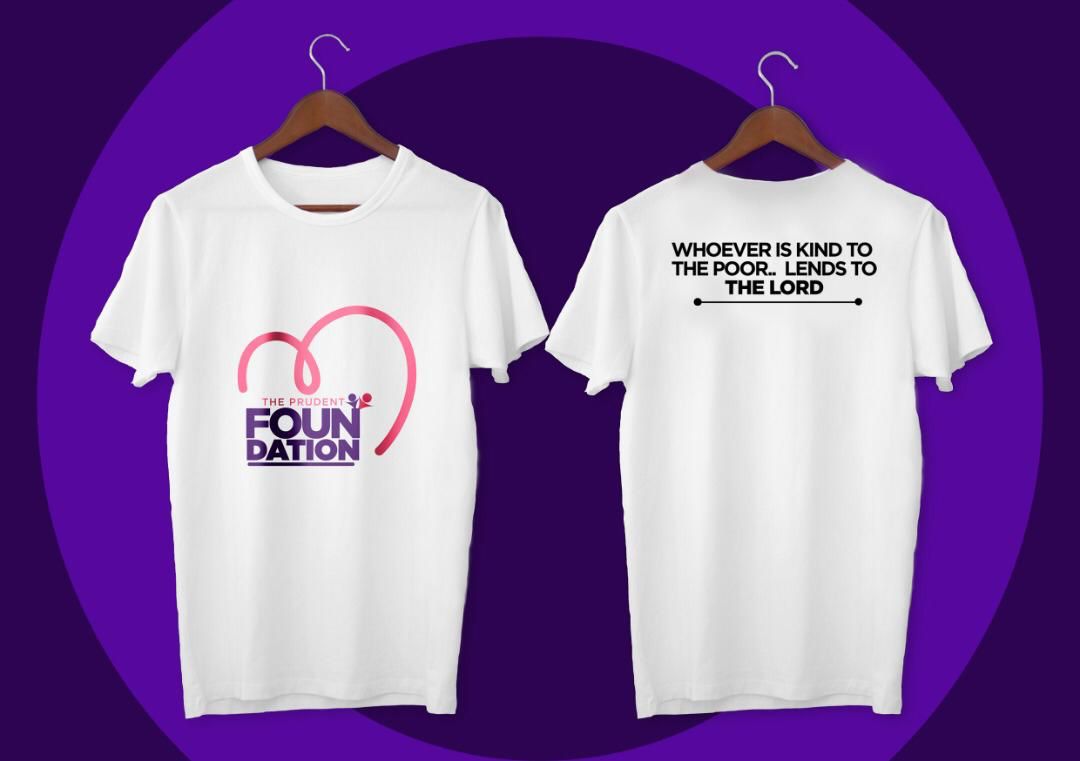 THE PRUDENT
FOUN
DATION
WHOEVER IS KIND TO
THE POOR.. LENDS TO
THE LORD